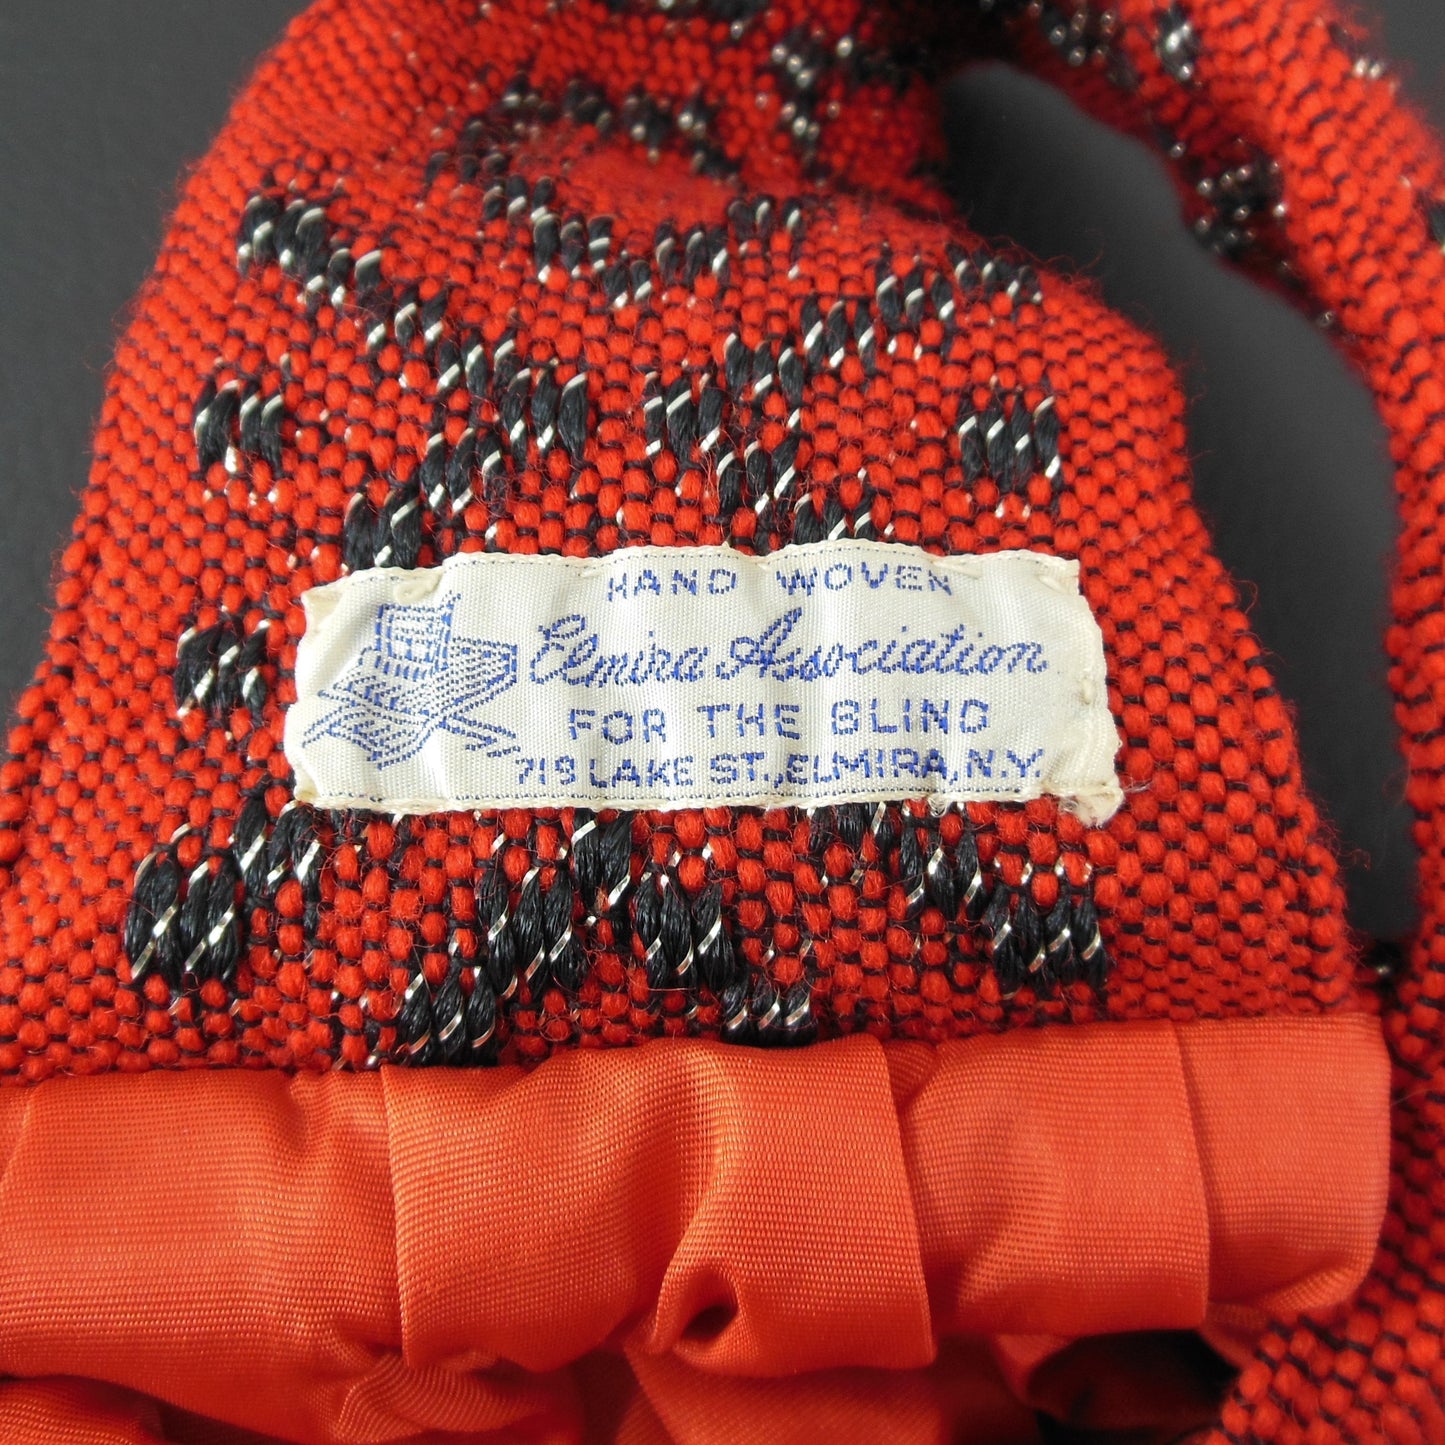 HAND WOVEN
Elmira Association
FOR THE BLIND
719 LAKE ST., ELMIRA, N.Y.